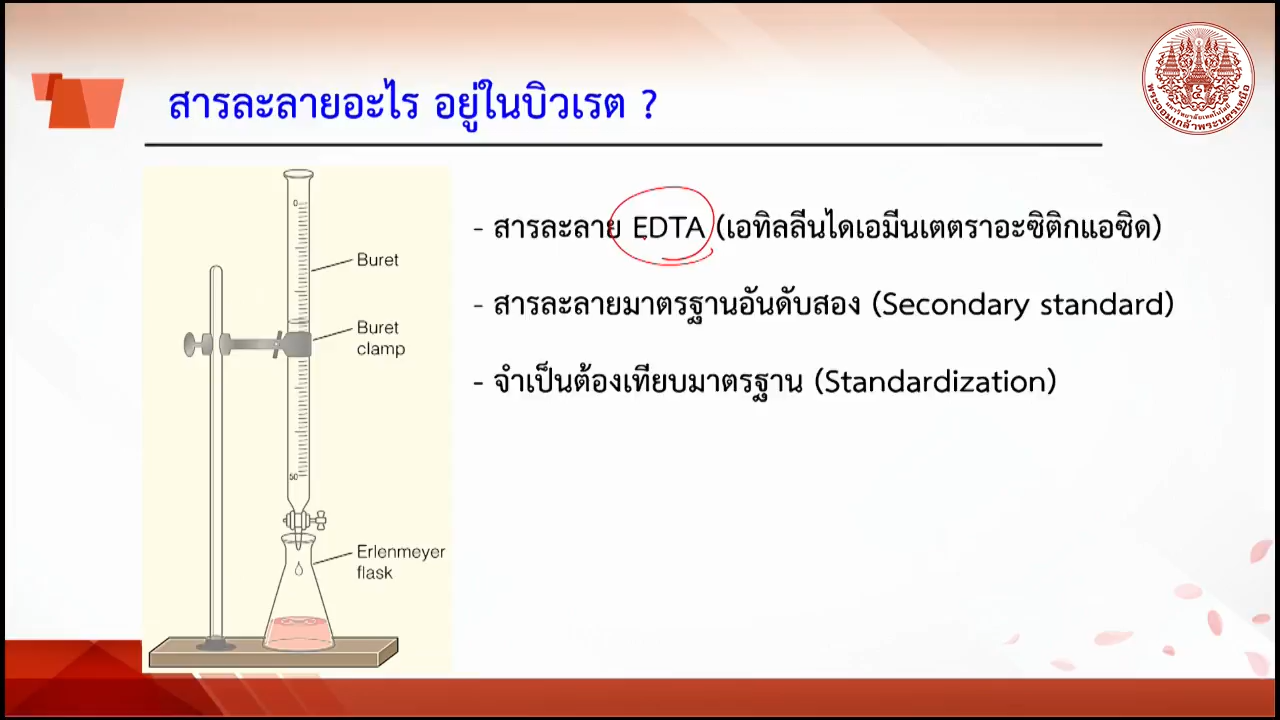 สารละลายอะไร อยู่ในบิวเรต ?
- สารละลาย EDTA (เอทิลลีนไดเอมีนเตตราอะซิติกแอซิด)
- สารละลายมาตรฐานอันดับสอง (Secondary standard)
- จำเป็นต้องเทียบมาตรฐาน (Standardization)
0
Buret
Buret
clamp
50
Erlenmeyer
flask